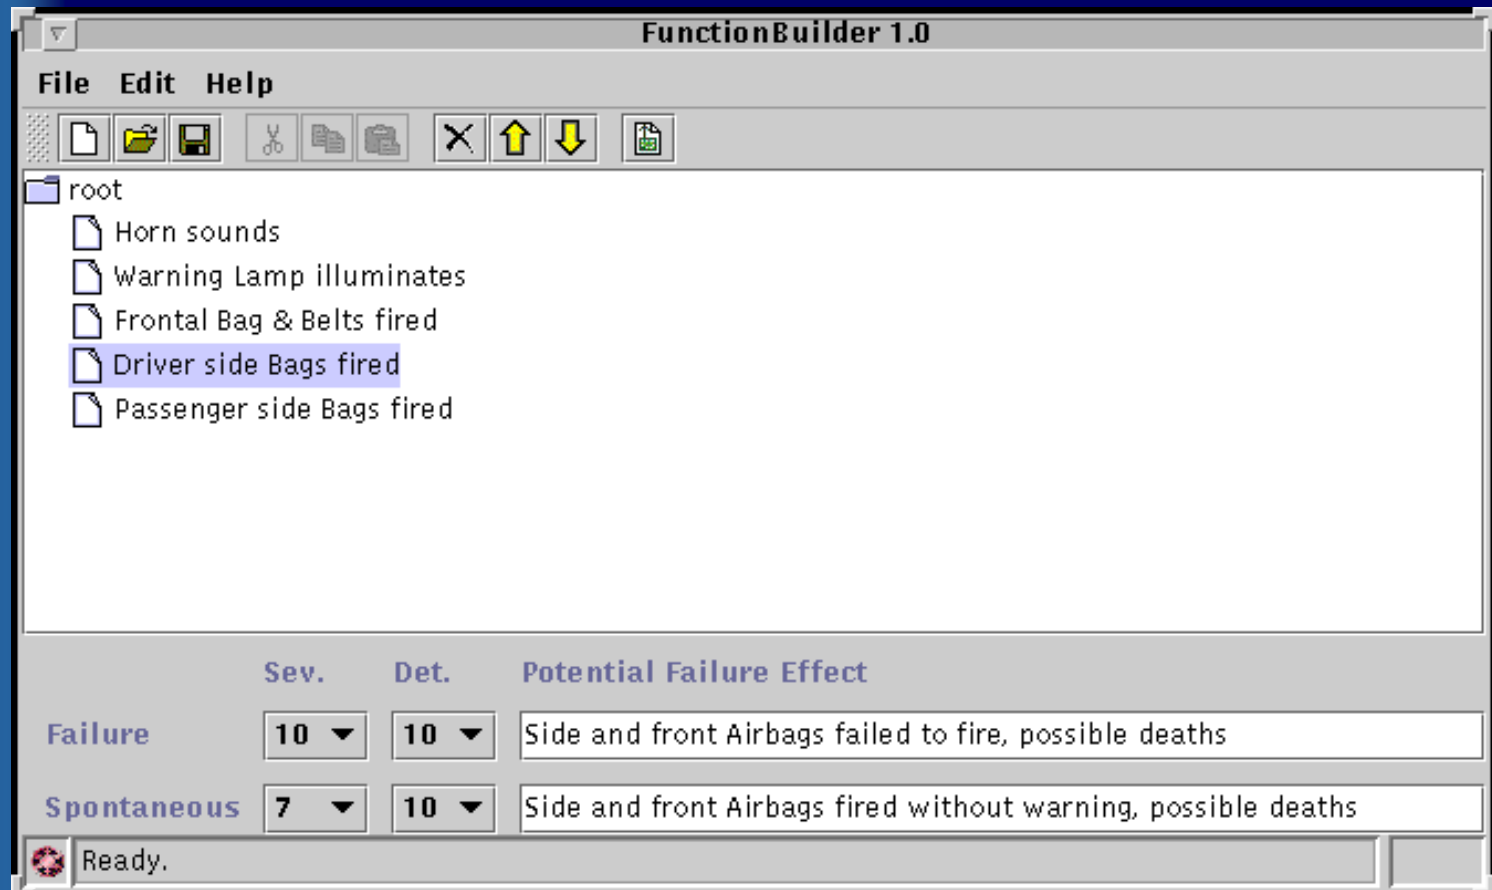 FunctionBuilder 1.0
File Edit Help
root
Horn sounds
Warning Lamp illuminates
Frontal Bag & Belts fired
Driver side Bags fired
Passenger side Bags fired
Sev. Det. Potential Failure Effect
Failure 10 10 Side and front Airbags failed to fire, possible deaths
Spontaneous 7 10 Side and front Airbags fired without warning, possible deaths
Ready.